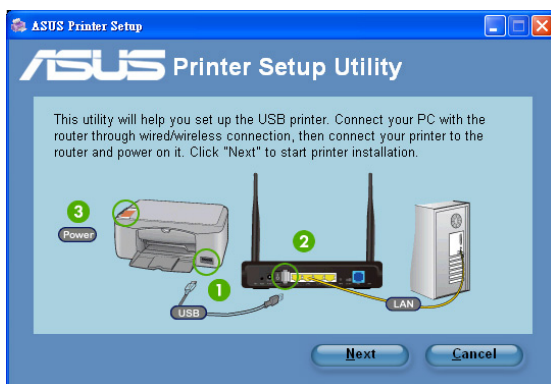 ASUS Printer Setup
ASUS Printer Setup Utility
This utility will help you set up the USB printer. Connect your PC with the
router through wired/wireless connection, then connect your printer to the
router and power on it. Click "Next" to start printer installation.
3
Power
2
1
USB
LAN
Next
Cancel